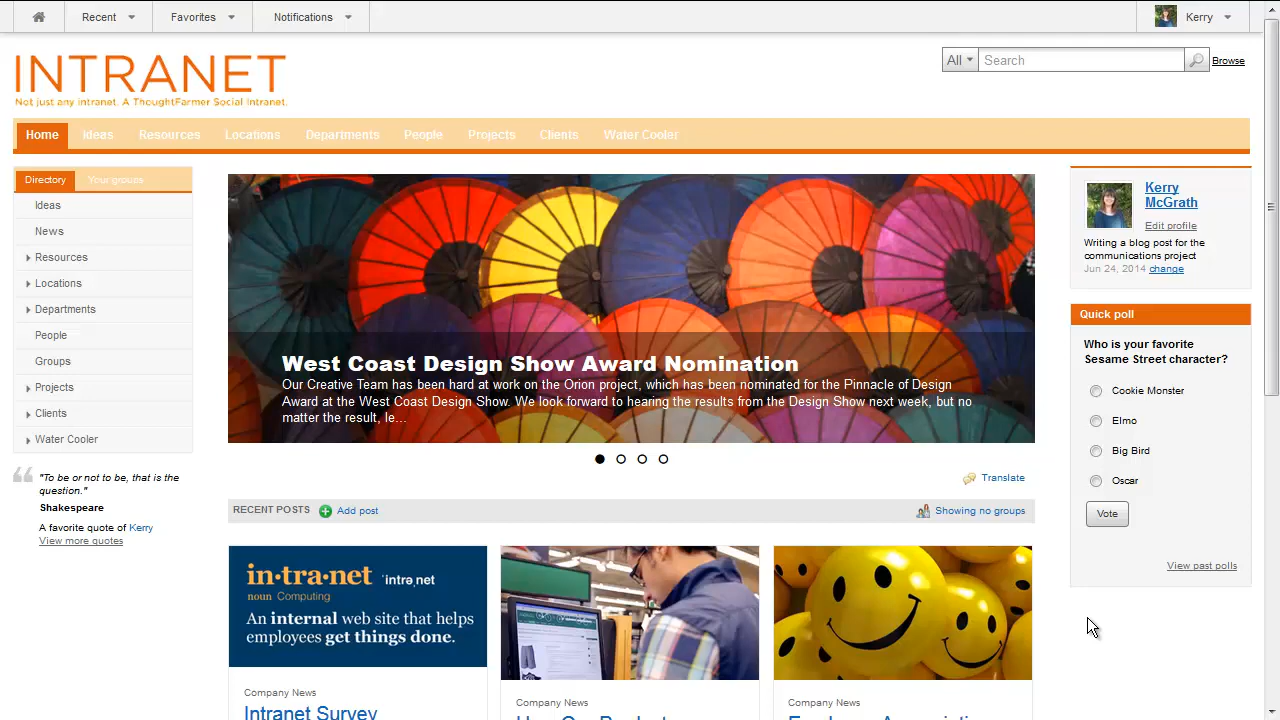 Recent
Favorites
Notifications
Kerry
INTRANET
Not just any intranet. A ThoughtFarmer Social Intranet.
All
Search
Browse
Home
Ideas
Resources
Locations
Departments
People
Projects
Clients
Water Cooler
Directory
Your groups
Ideas
News
Resources
Locations
Departments
People
Groups
Projects
Clients
Water Cooler
"To be or not to be, that is the
question."
Shakespeare
A favorite quote of Kerry
View more quotes
West Coast Design Show Award Nomination
Our Creative Team has been hard at work on the Orion project, which has been nominated for the Pinnacle of Design
Award at the West Coast Design Show. We look forward to hearing the results from the Design Show next week, but no
matter the result, le...
Translate
RECENT POSTS
Add post
Showing no groups
in·tra·net ˈintrəˌnet
noun Computing
An internal web site that helps
employees get things done.
Company News
Intranet Survey
Company News
Company News
Kerry
McGrath
Edit profile
Writing a blog post for the
communications project
Jun 24, 2014 change
Quick poll
Who is your favorite
Sesame Street character?
Cookie Monster
Elmo
Big Bird
Oscar
Vote
View past polls